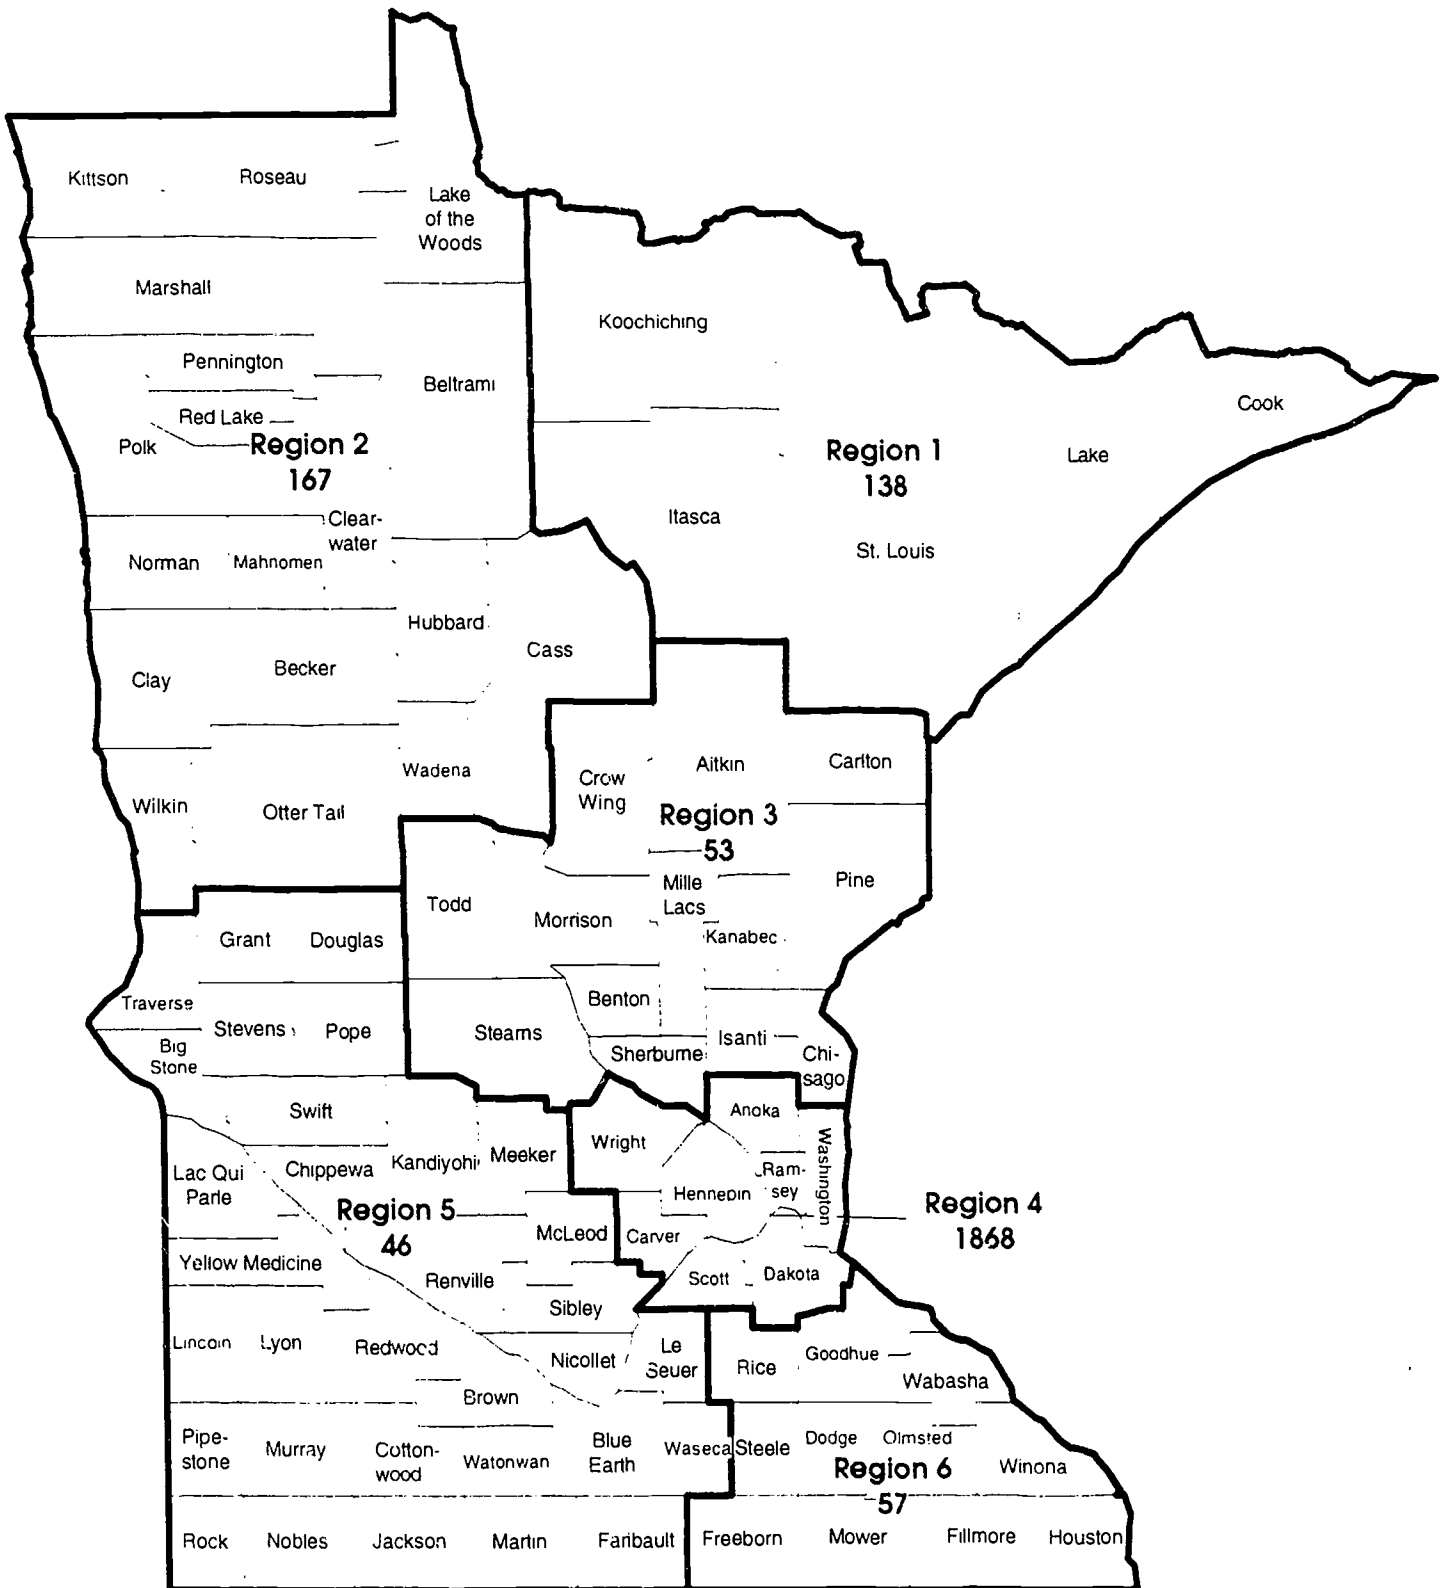 Kittson
Roseau
Lake
of the
Woods
Marshall
Koochiching
Pennington
Beltrami
Red Lake
Cook
Polk
Region 2
167
Region 1
138
Lake
Itasca
Clear-
water
St. Louis
Norman
Mahnomen
Hubbard
Cass
Clay
Becker
Wadena
Crow
Wing
Aitkin
Carlton
Wilkin
Otter Tail
Region 3
53
Mille
Lacs
Pine
Todd
Morrison
Kanabec
Grant
Douglas
Traverse
Benton
Stevens
Pope
Stearns
Isanti
Big
Stone
Sherburne
Chi-
sago
Swift
Anoka
Wright
Washington
Lac Qui
Parle
Chippewa
Kandiyohi
Meeker
Ram-
sey
Hennepin
Region 5
46
Region 4
1868
McLeod
Carver
Yellow Medicine
Renville
Scott
Dakota
Sibley
Lincoln
Lyon
Redwood
Nicollet
Le
Seuer
Rice
Goodhue
Wabasha
Brown
Pipe-
stone
Murray
Cotton-
wood
Watonwan
Blue
Earth
Waseca
Steele
Dodge
Olmsted
Region 6
57
Winona
Rock
Nobles
Jackson
Martin
Faribault
Freeborn
Mower
Fillmore
Houston